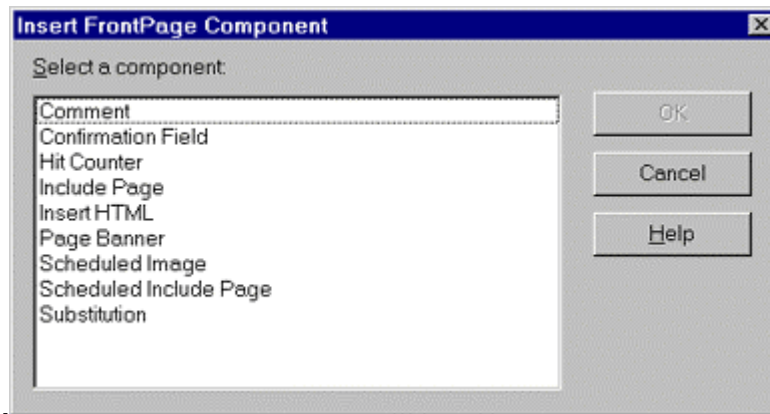 Insert FrontPage Component
Select a component:
Comment
Confirmation Field
Hit Counter
Include Page
Insert HTML
Page Banner
Scheduled Image
Scheduled Include Page
Substitution
OK
Cancel
Help